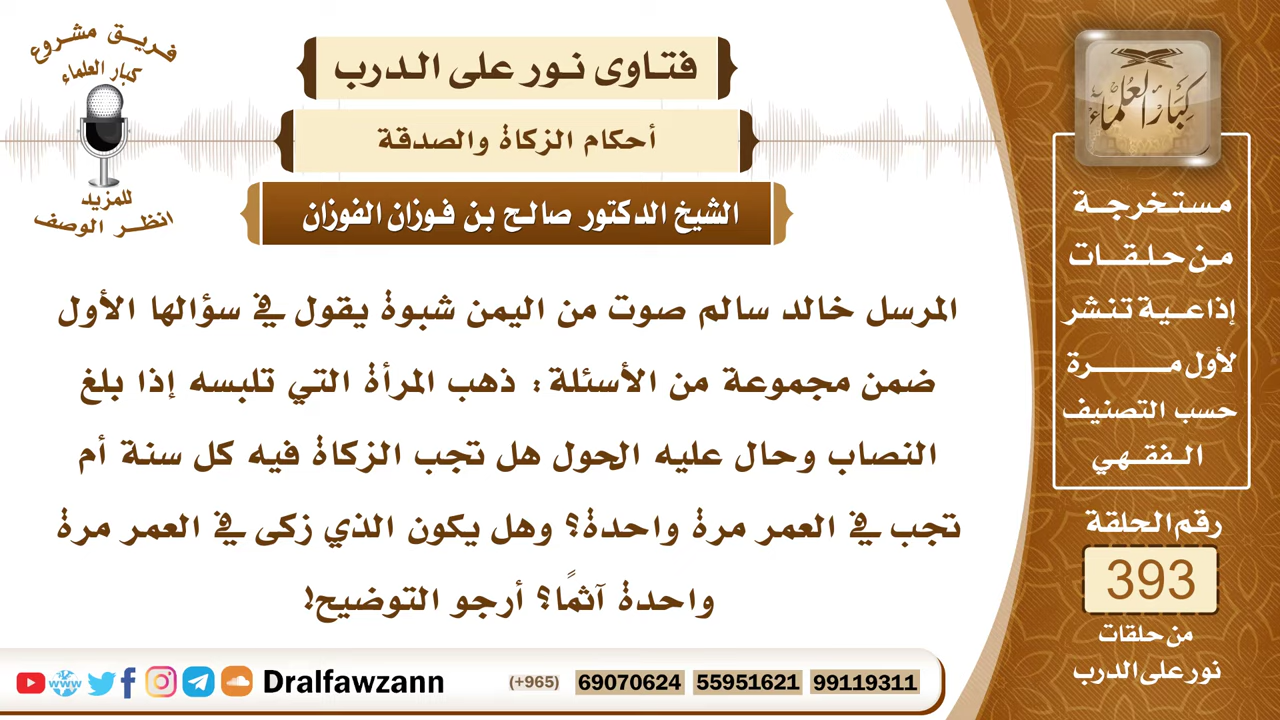 فريق مشروع
كبار العلماء
للمزيد
انظر الوصف
فتاوى نور على الدرب
أحكام الزكاة والصدقة
الشيخ الدكتور صالح بن فوزان الفوزان
المرسل خالد سالم صوت من اليمن شبوة يقول في سؤالها الأول
ضمن مجموعة من الأسئلة: ذهب المرأة التي تلبسه إذا بلغ
النصاب وحال عليه الحول هل تجب الزكاة فيه كل سنة أم
تجب في العمر مرة واحدة؟ وهل يكون الذي زكى في العمر مرة
واحدة آثمًا؟ أرجو التوضيح!
كبار العلماء
مستخرجة
من حلقات
إذاعية تنشر
لأول مرة
حسب التصنيف
الفقهي
رقم الحلقة
393
من حلقات
نور على الدرب
www
Dralfawzann
(+965) 69070624 55951621 99119311